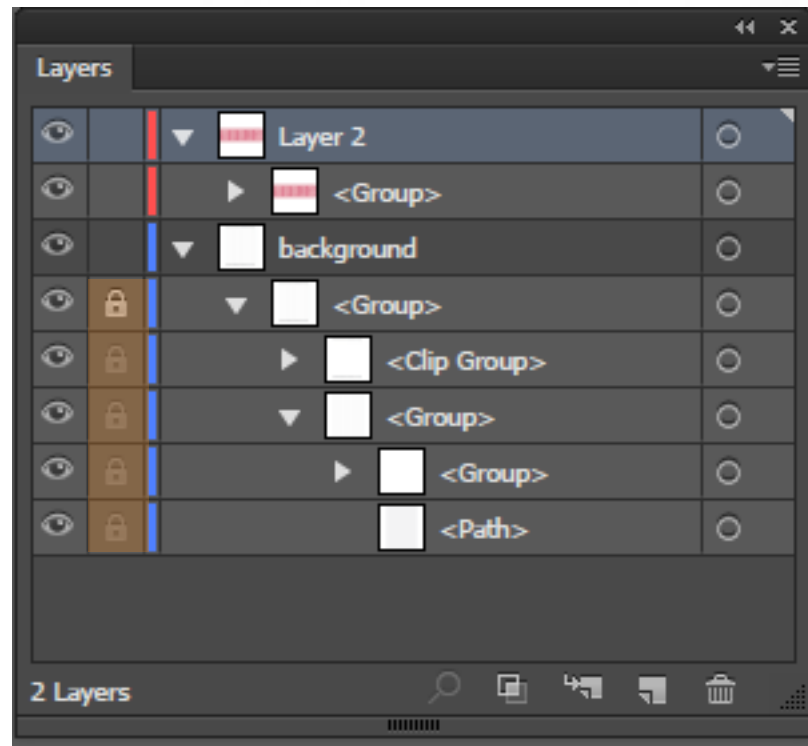 Layers
Layer 2
<Group>
background
<Group>
<Clip Group>
<Group>
<Group>
<Path>
2 Layers